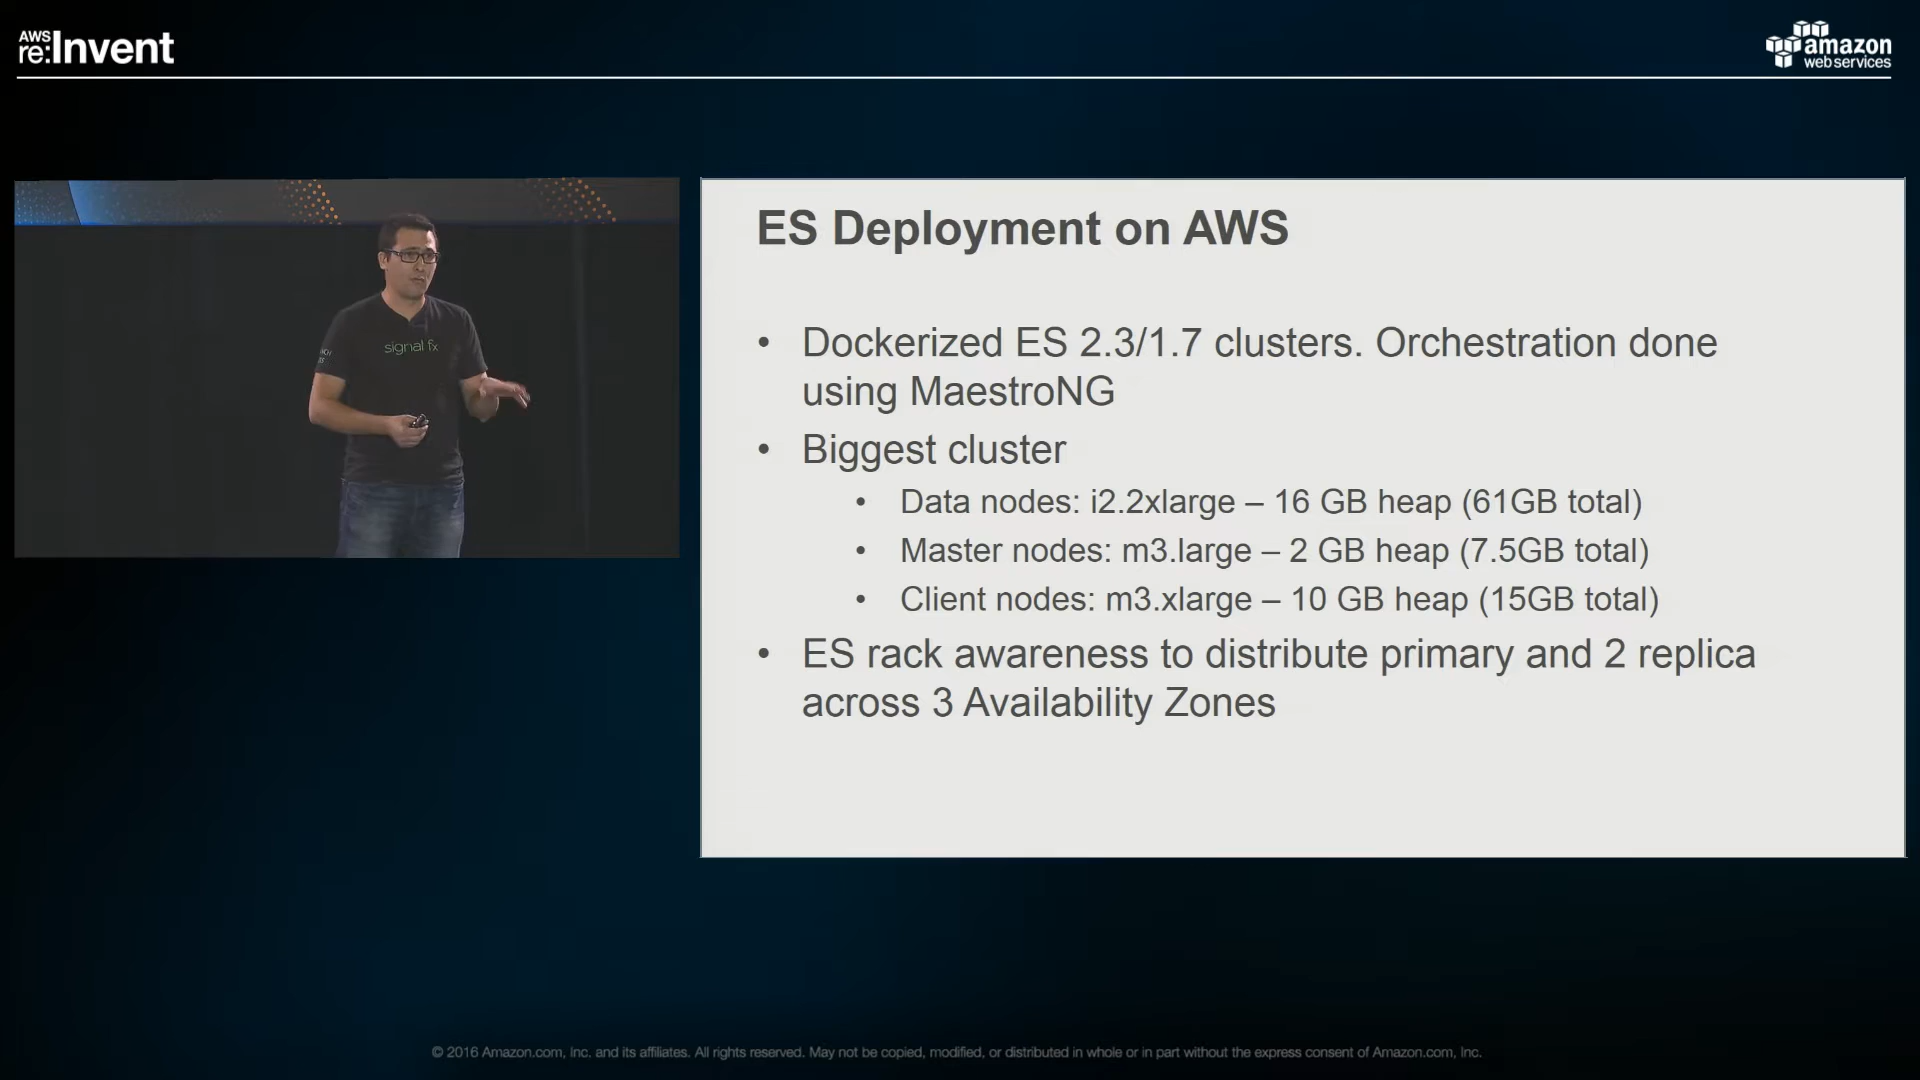 AWS
re:Invent
amazon
web services
signal fx
ES Deployment on AWS
• Dockerized ES 2.3/1.7 clusters. Orchestration done
using MaestroNG
• Biggest cluster
• Data nodes: i2.2xlarge – 16 GB heap (61GB total)
• Master nodes: m3.large – 2 GB heap (7.5GB total)
• Client nodes: m3.xlarge – 10 GB heap (15GB total)
• ES rack awareness to distribute primary and 2 replica
across 3 Availability Zones
© 2016 Amazon.com, Inc. and its affiliates. All rights reserved. May not be copied, modified, or distributed in whole or in part without the express consent of Amazon.com, Inc.